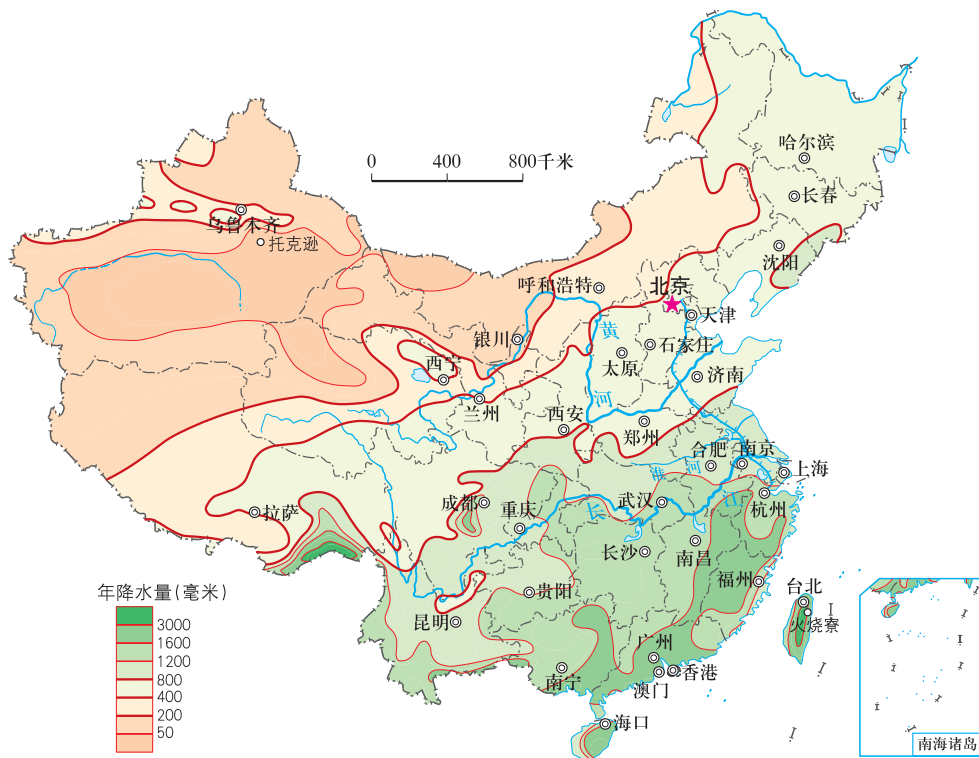 0 400 800千米
哈尔滨
长春
乌鲁木齐
托克逊
沈阳
呼和浩特
北京
天津
银川
黄
石家庄
太原
西宁
济南
河
兰州
西安
郑州
合肥
南京
上海
淮
河
成都
重庆
武汉
长
江
杭州
拉萨
长沙
南昌
福州
贵阳
台北
火烧寮
昆明
广州
香港
南宁
澳门
海口
年降水量(毫米)
3000
1600
1200
800
400
200
50
南海诸岛